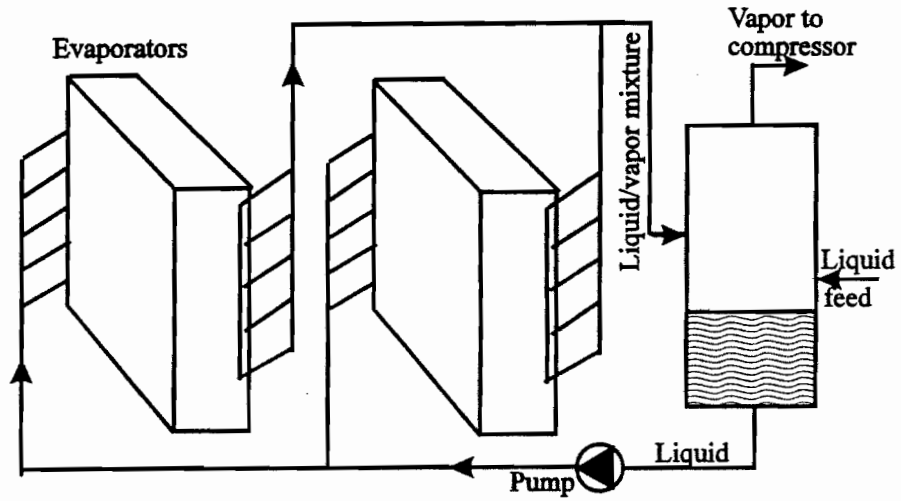 Evaporators
Vapor to
compressor
Liquid/vapor mixture
Liquid
feed
Liquid
Pump